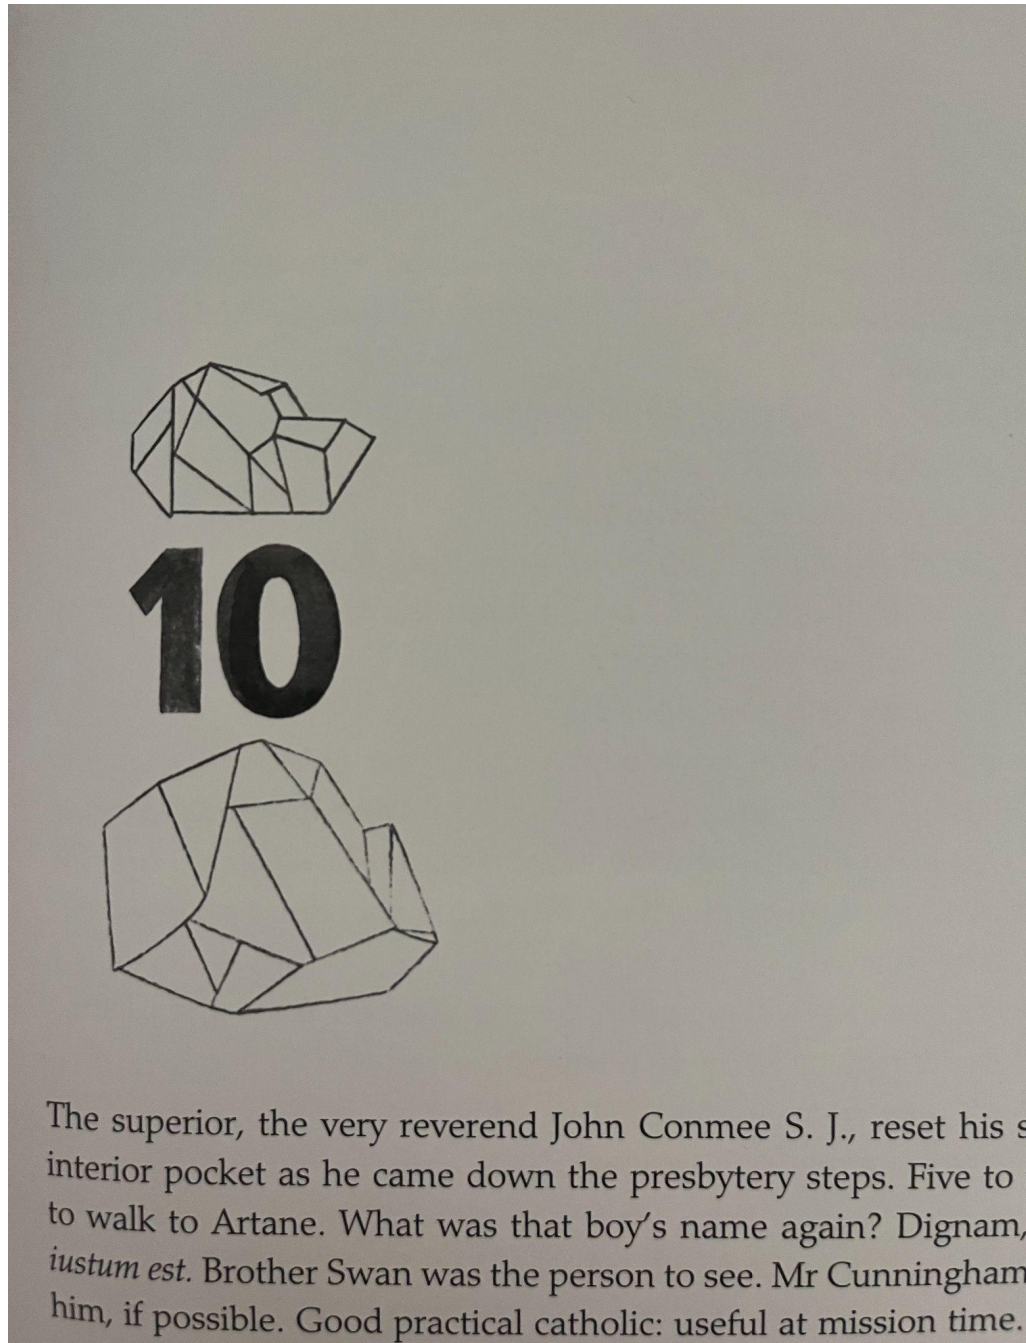 10
The superior, the very reverend John Conmee S. J., reset his
interior pocket as he came down the presbytery steps. Five to
to walk to Artane. What was that boy's name again? Dignam,
iustum est. Brother Swan was the person to see. Mr Cunningham
him, if possible. Good practical catholic: useful at mission time.